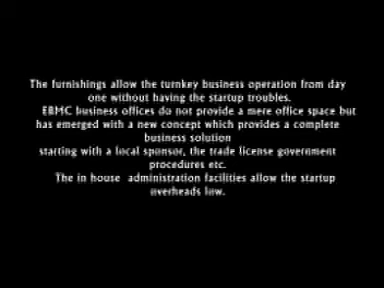 The furnishings allow the turnkey business operation from day
one without having the startup troubles.
EBMC business offices do not provide a mere office space but
has emerged with a new concept which provides a complete
business solution
starting with a local sponsor, the trade license government
procedures etc.
The in house administration facilities allow the startup
overheads low.